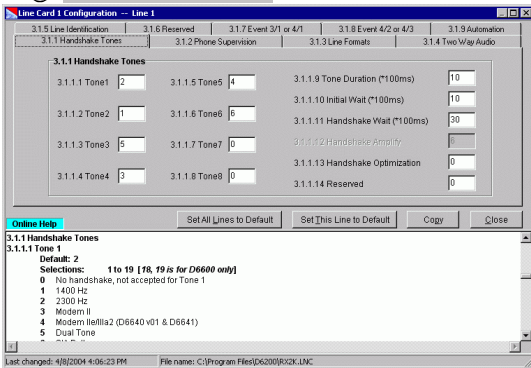 Line Card 1 Configuration -- Line 1
3.1.5 Line Identification 3.1.6 Reserved 3.1.7 Event 3/1 or 4/1 3.1.8 Event 4/2 or 4/3 3.1.9 Automation
3.1.1 Handshake Tones 3.1.2 Phone Supervision 3.1.3 Line Formats 3.1.4 Two Way Audio
3.1.1 Handshake Tones
3.1.1.1 Tone1 2 3.1.1.5 Tone5 4 3.1.1.9 Tone Duration (*100ms) 10
3.1.1.10 Initial Wait (*100ms) 10
3.1.1.2 Tone2 1 3.1.1.6 Tone6 6 3.1.1.11 Handshake Wait (*100ms) 30
3.1.1.3 Tone3 5 3.1.1.7 Tone7 0 3.1.1.12 Handshake Amplify 6
3.1.1.13 Handshake Optimization 0
3.1.1.4 Tone4 3 3.1.1.8 Tone8 0 3.1.1.14 Reserved 0
Online Help Set All Lines to Default Set This Line to Default Copy Close
3.1.1 Handshake Tones
3.1.1.1 Tone 1
Default: 2
Selections: 1 to 19 [18, 19 is for D6600 only]
0 No handshake, not accepted for Tone 1
1 1400 Hz
2 2300 Hz
3 Modem II
4 Modem IIe/IIIa2 (D6640 v01 & D6641)
5 Dual Tone
Last changed: 4/8/2004 4:06:23 PM File name: C:\Program Files\D6200\RX2K.LNC